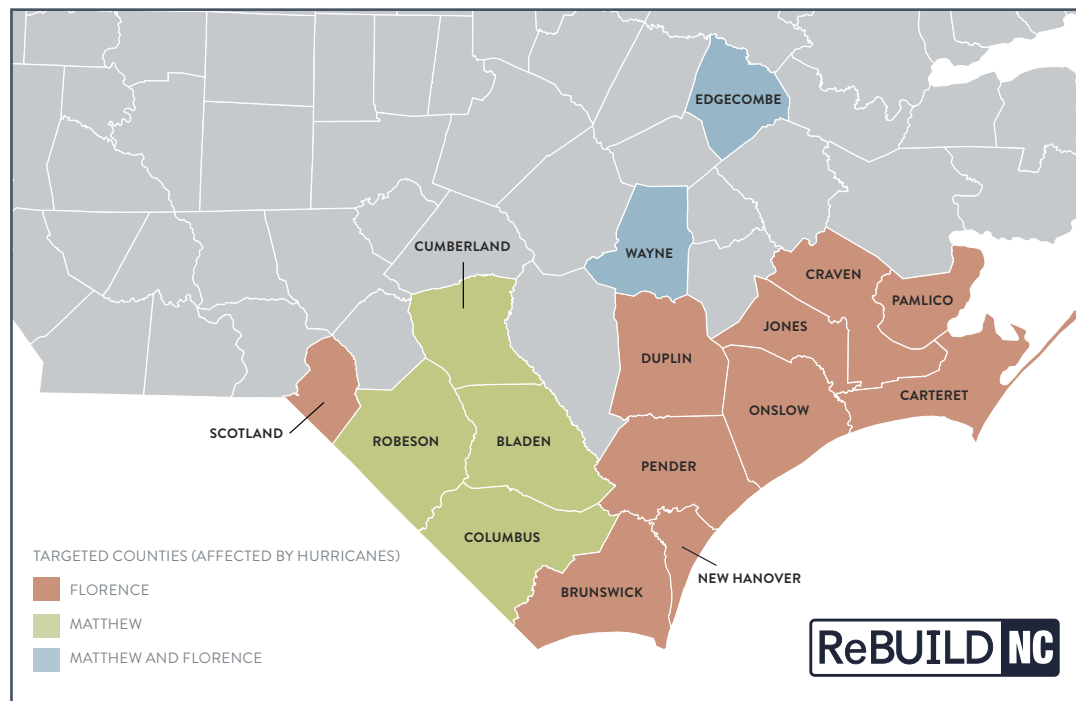 EDGECOMBE
CUMBERLAND
WAYNE
CRAVEN
PAMLICO
JONES
DUPLIN
CARTERET
ONSLOW
SCOTLAND
ROBESON
BLADEN
PENDER
COLUMBUS
NEW HANOVER
BRUNSWICK
TARGETED COUNTIES (AFFECTED BY HURRICANES)
FLORENCE
MATTHEW
MATTHEW AND FLORENCE
ReBUILD NC